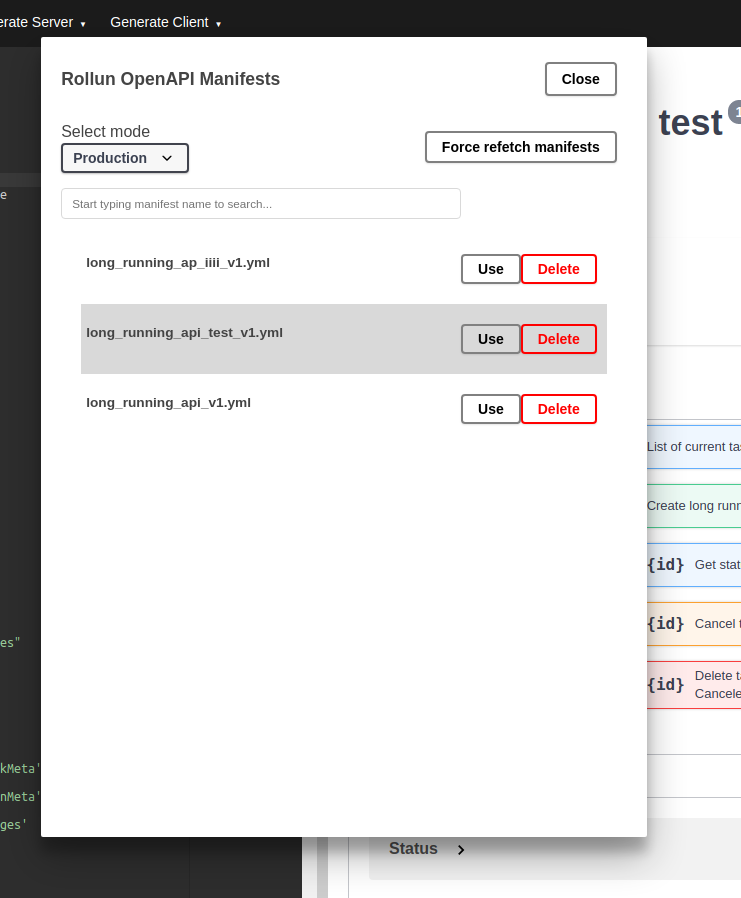 erate Server ▾ Generate Client ▾
Rollun OpenAPI Manifests
Close
test
1
Select mode
Production
Force refetch manifests
Start typing manifest name to search...
e
long_running_ap_iiii_v1.yml
Use
Delete
long_running_api_test_v1.yml
Use
Delete
long_running_api_v1.yml
Use
Delete
List of current ta
Create long runn
{id} Get stat
{id} Cancel t
es"
{id} Delete ta
Cancele
kMeta'
nMeta'
ges'
Status